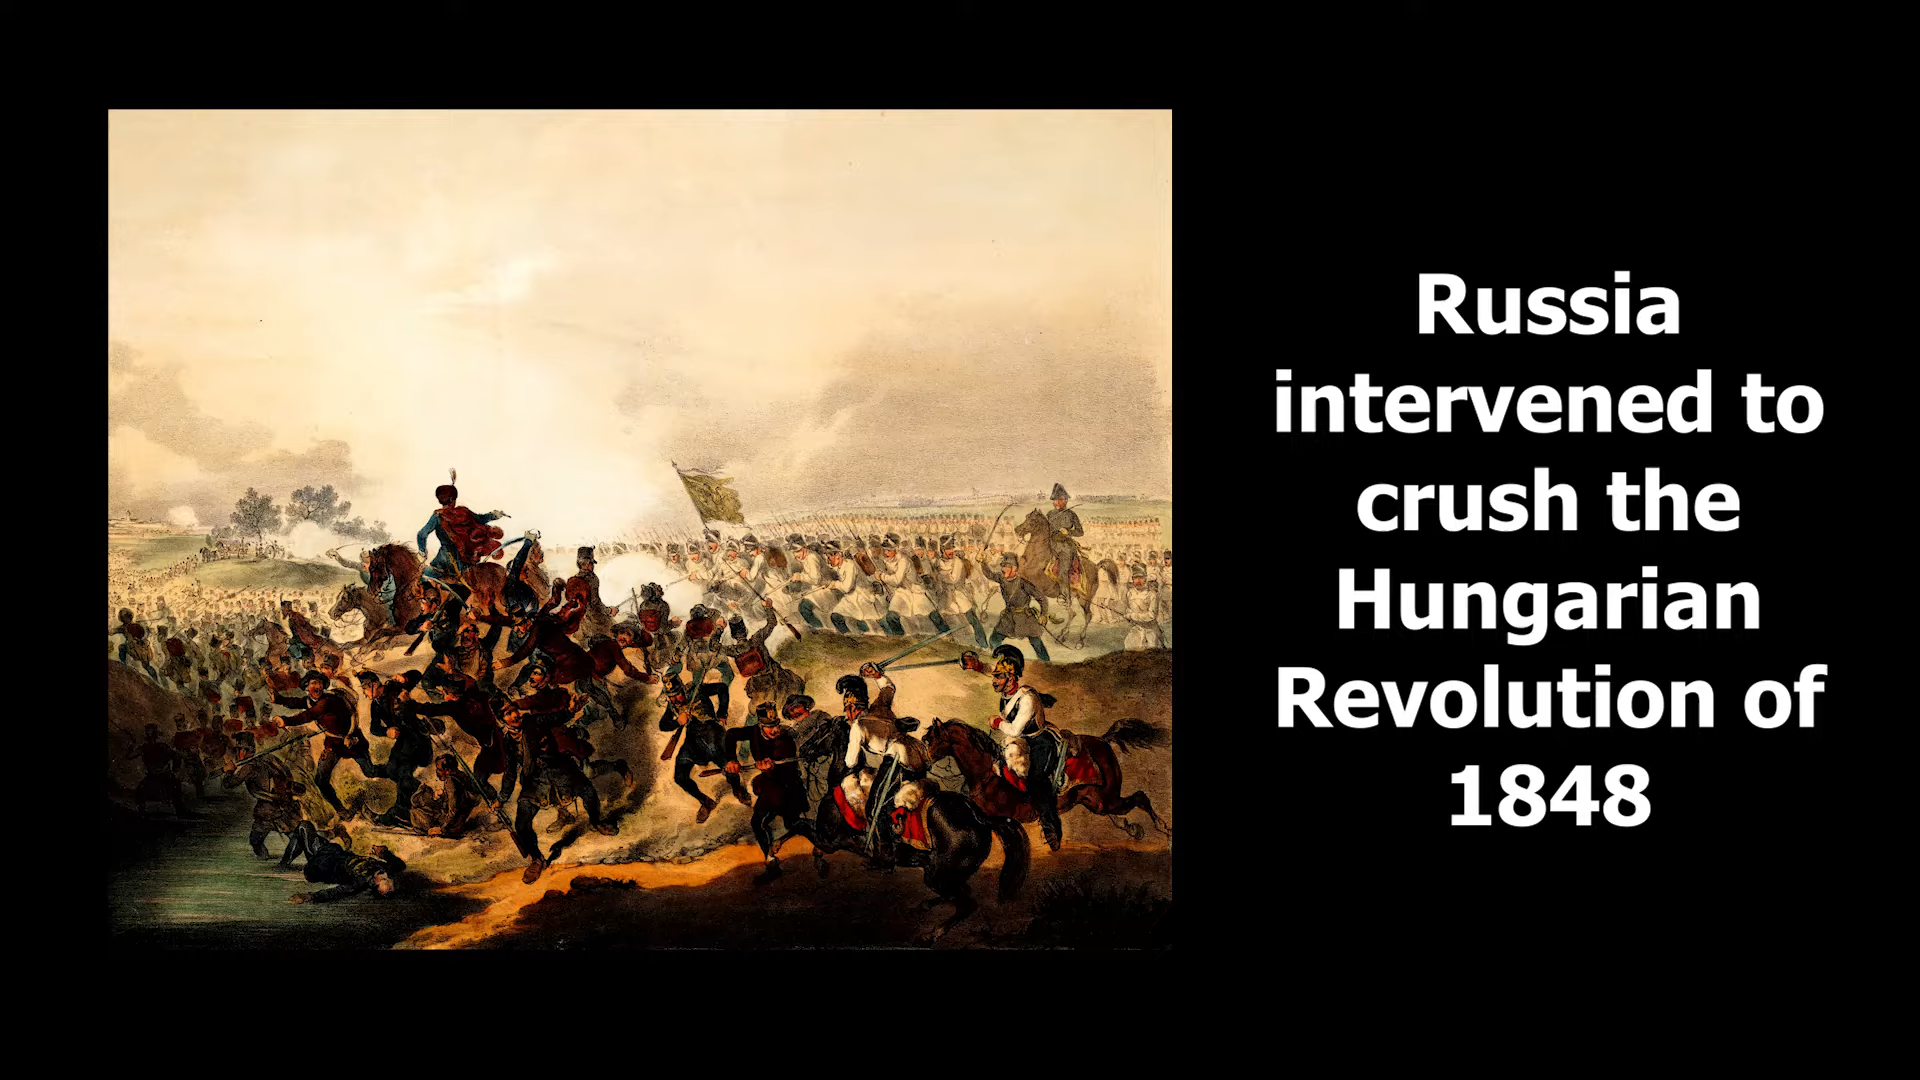 Russia
intervened to
crush the
Hungarian
Revolution of
1848